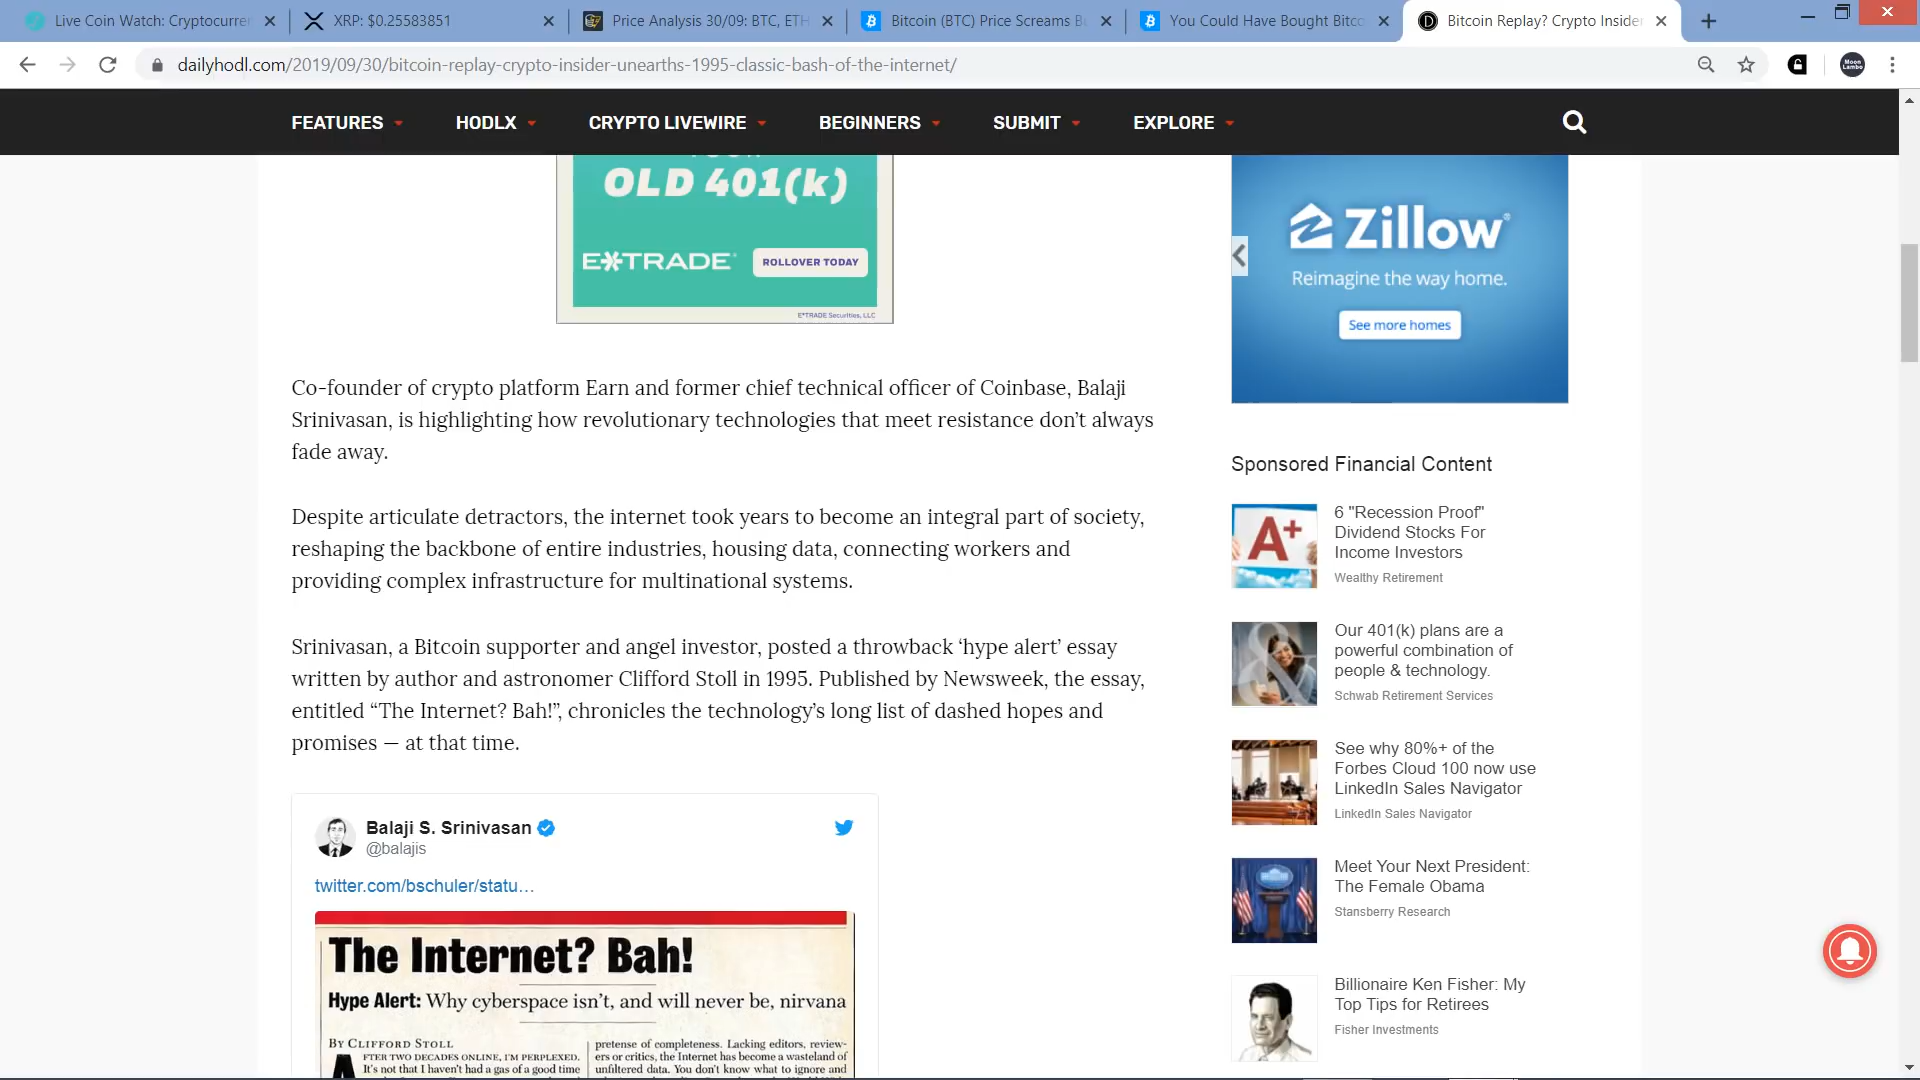 Live Coin Watch: Cryptocurren
XRP: $0.25583851
Price Analysis 30/09: BTC, ETH
Bitcoin (BTC) Price Screams B
You Could Have Bought Bitco
Bitcoin Replay? Crypto Insider
dailyhodl.com/2019/09/30/bitcoin-replay-crypto-insider-unearths-1995-classic-bash-of-the-internet/
FEATURES
HODLX
CRYPTO LIVEWIRE
BEGINNERS
SUBMIT
EXPLORE
OLD 401(k)
E*TRADE
ROLLOVER TODAY
E*TRADE Securities, LLC
Co-founder of crypto platform Earn and former chief technical officer of Coinbase, Balaji
Srinivasan, is highlighting how revolutionary technologies that meet resistance don’t always
fade away.
Despite articulate detractors, the internet took years to become an integral part of society,
reshaping the backbone of entire industries, housing data, connecting workers and
providing complex infrastructure for multinational systems.
Srinivasan, a Bitcoin supporter and angel investor, posted a throwback ‘hype alert’ essay
written by author and astronomer Clifford Stoll in 1995. Published by Newsweek, the essay,
entitled “The Internet? Bah!”, chronicles the technology’s long list of dashed hopes and
promises — at that time.
Balaji S. Srinivasan
@balajis
twitter.com/bschuler/statu…
The Internet? Bah!
Hype Alert: Why cyberspace isn't, and will never be, nirvana
BY CLIFFORD STOLL
AFTER TWO DECADES ONLINE, I'M PERPLEXED.
It's not that I haven't had a gas of a good time
pretense of completeness. Lacking editors, review-
ers or critics, the Internet has become a wasteland of
unfiltered data. You don't know what to ignore and
Zillow
Reimagine the way home.
See more homes
Sponsored Financial Content
6 "Recession Proof"
Dividend Stocks For
Income Investors
Wealthy Retirement
Our 401(k) plans are a
powerful combination of
people & technology.
Schwab Retirement Services
See why 80%+ of the
Forbes Cloud 100 now use
LinkedIn Sales Navigator
LinkedIn Sales Navigator
Meet Your Next President:
The Female Obama
Stansberry Research
Billionaire Ken Fisher: My
Top Tips for Retirees
Fisher Investments
A+
Moon
Lambo